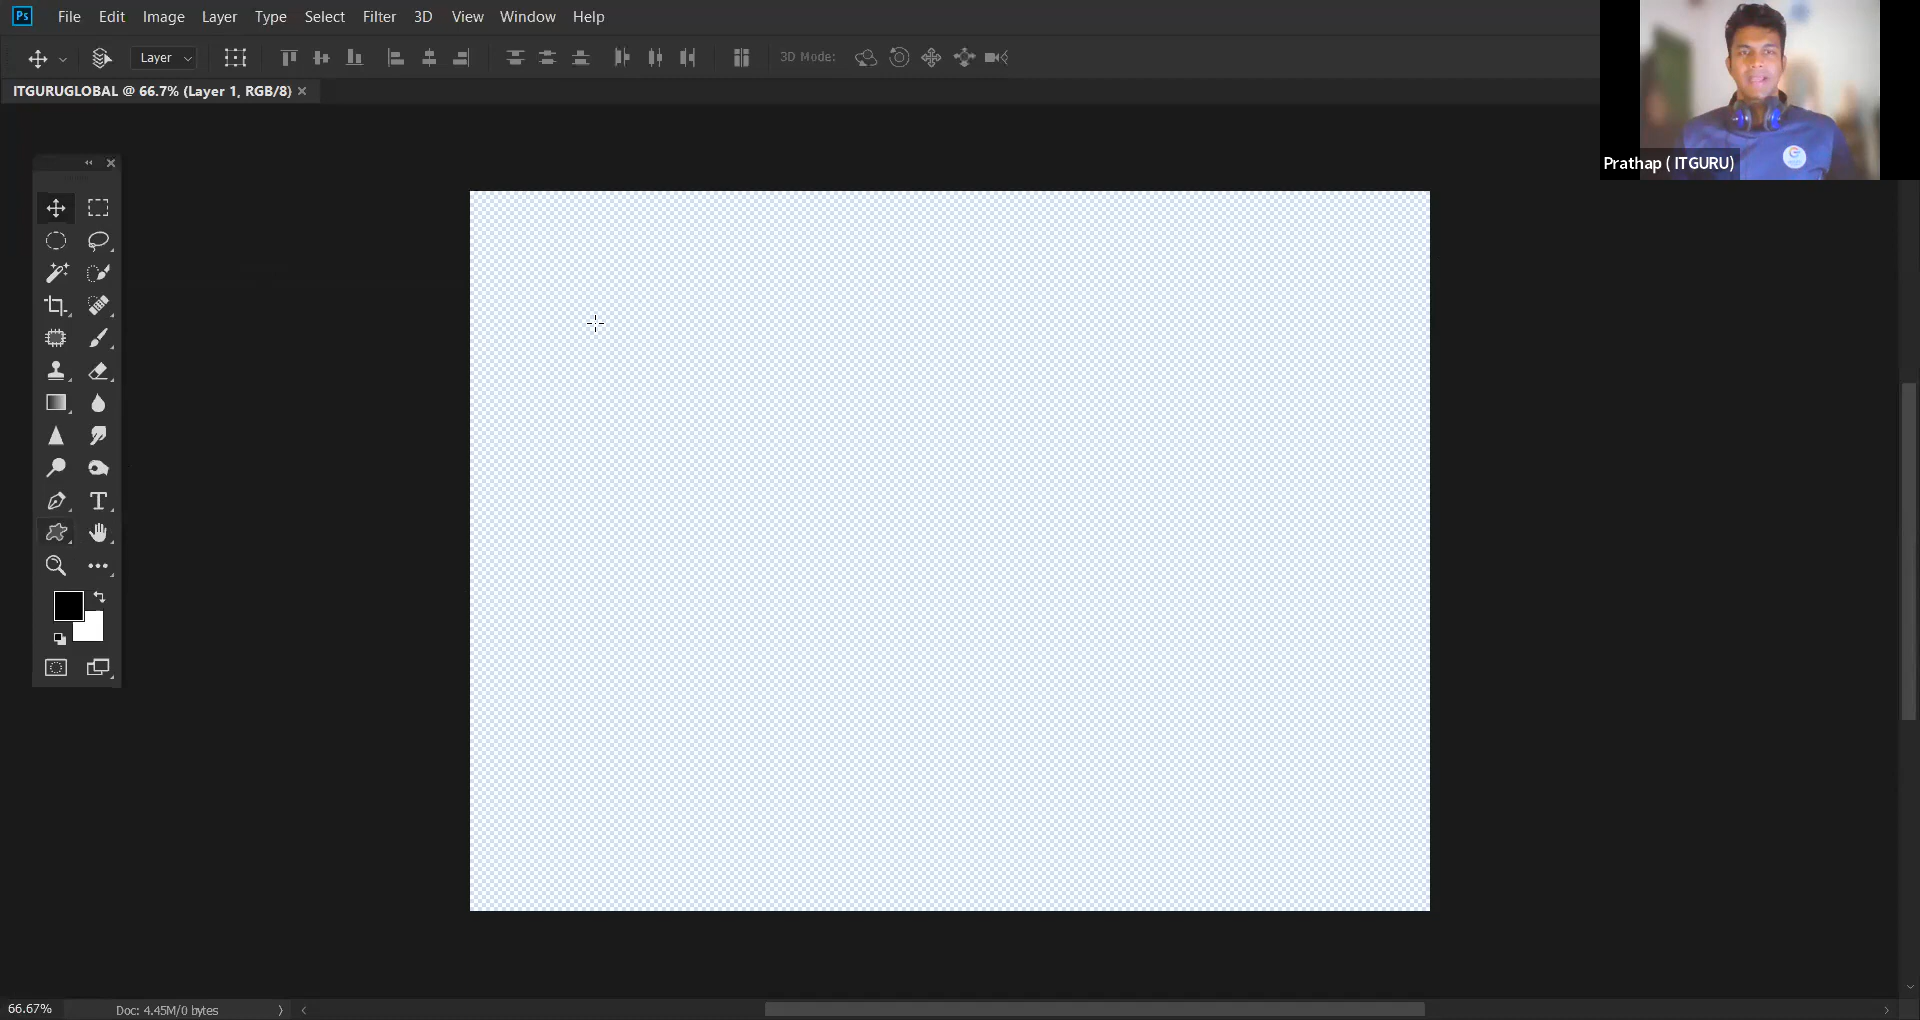 Ps File Edit Image Layer Type Select Filter 3D View Window Help
Layer 3D Mode:
ITGURUGLOBAL @ 66.7% (Layer 1, RGB/8) ×
Prathap ( ITGURU)
T
66.67% Doc: 4.45M/0 bytes